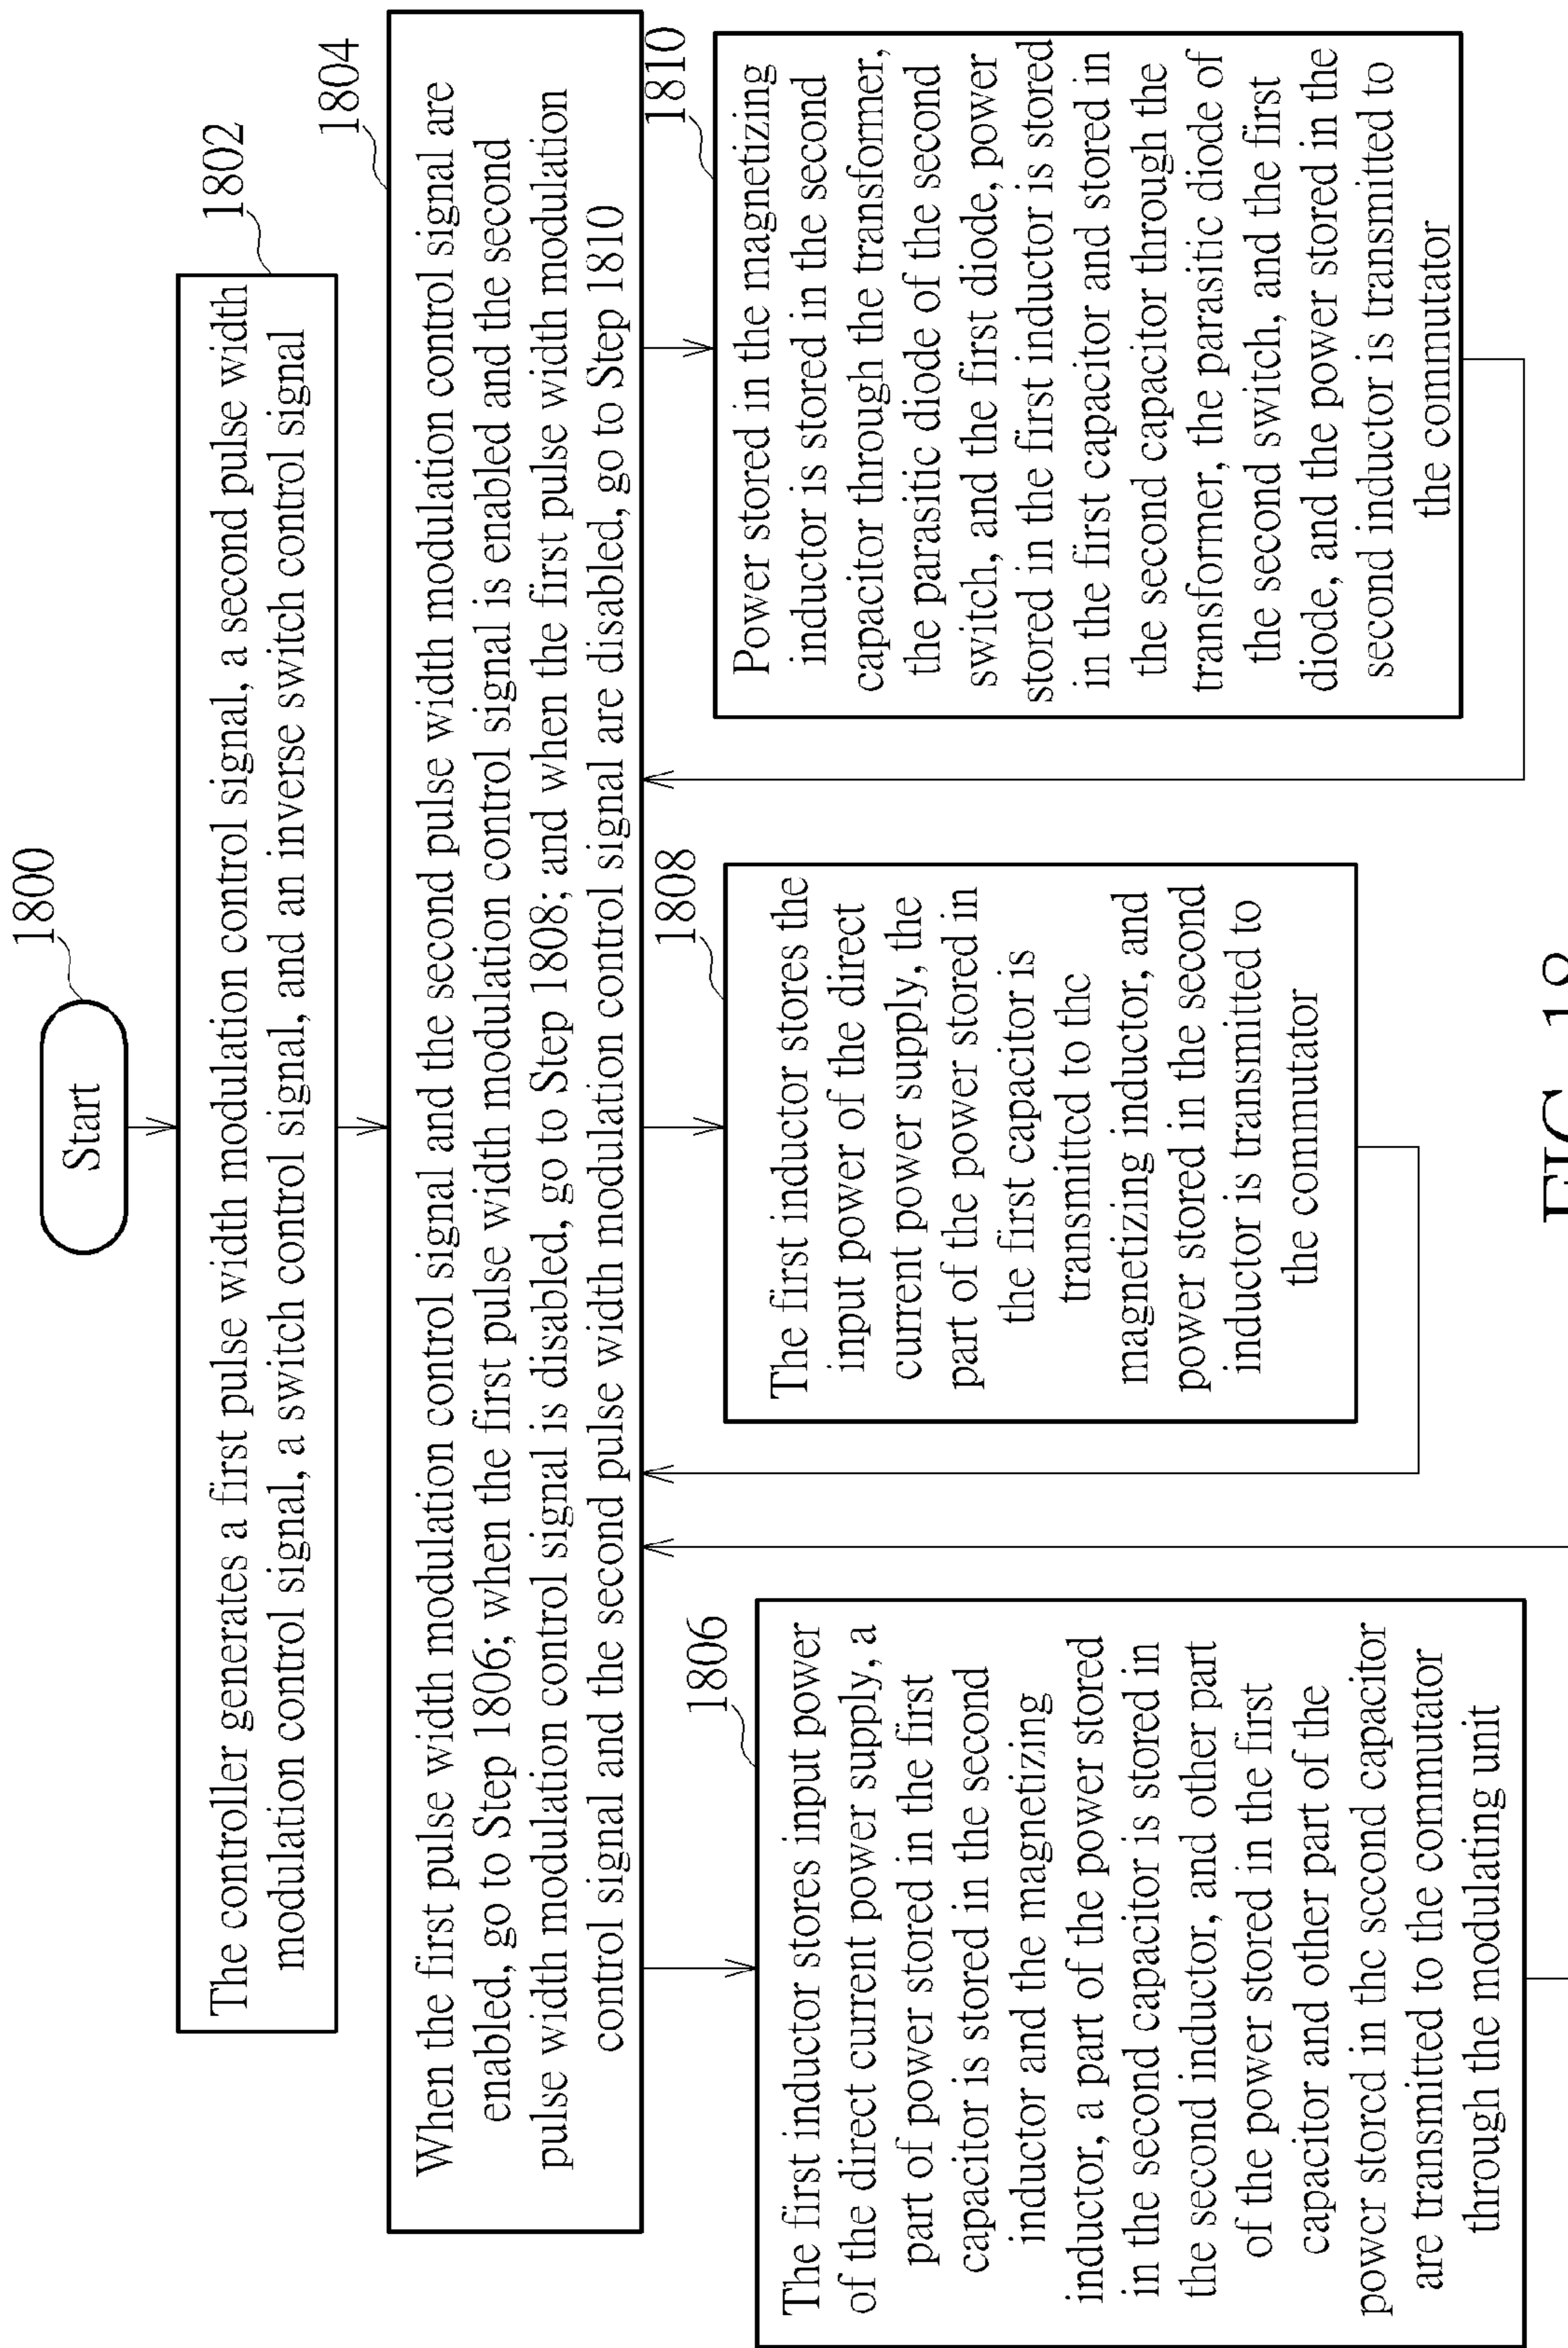 1800
Start
1802
The controller generates a first pulse width modulation control signal, a second pulse width
modulation control signal, a switch control signal, and an inverse switch control signal
1804
When the first pulse width modulation control signal and the second pulse width modulation control signal are
enabled, go to Step 1806; when the first pulse width modulation control signal is enabled and the second
pulse width modulation control signal is disabled, go to Step 1808; and when the first pulse width modulation
control signal and the second pulse width modulation control signal are disabled, go to Step 1810
1806
The first inductor stores input power
of the direct current power supply, a
part of power stored in the first
capacitor is stored in the second
inductor and the magnetizing
inductor, a part of the power stored
in the second capacitor is stored in
the second inductor, and other part
of the power stored in the first
capacitor and other part of the
power stored in the second capacitor
are transmitted to the commutator
through the modulating unit
1808
The first inductor stores the
input power of the direct
current power supply, the
part of the power stored in
the first capacitor is
transmitted to the
magnetizing inductor, and
power stored in the second
inductor is transmitted to
the commutator
1810
Power stored in the magnetizing
inductor is stored in the second
capacitor through the transformer,
the parasitic diode of the second
switch, and the first diode, power
stored in the first inductor is stored
in the first capacitor and stored in
the second capacitor through the
transformer, the parasitic diode of
the second switch, and the first
diode, and the power stored in the
second inductor is transmitted to
the commutator
FIG. 18